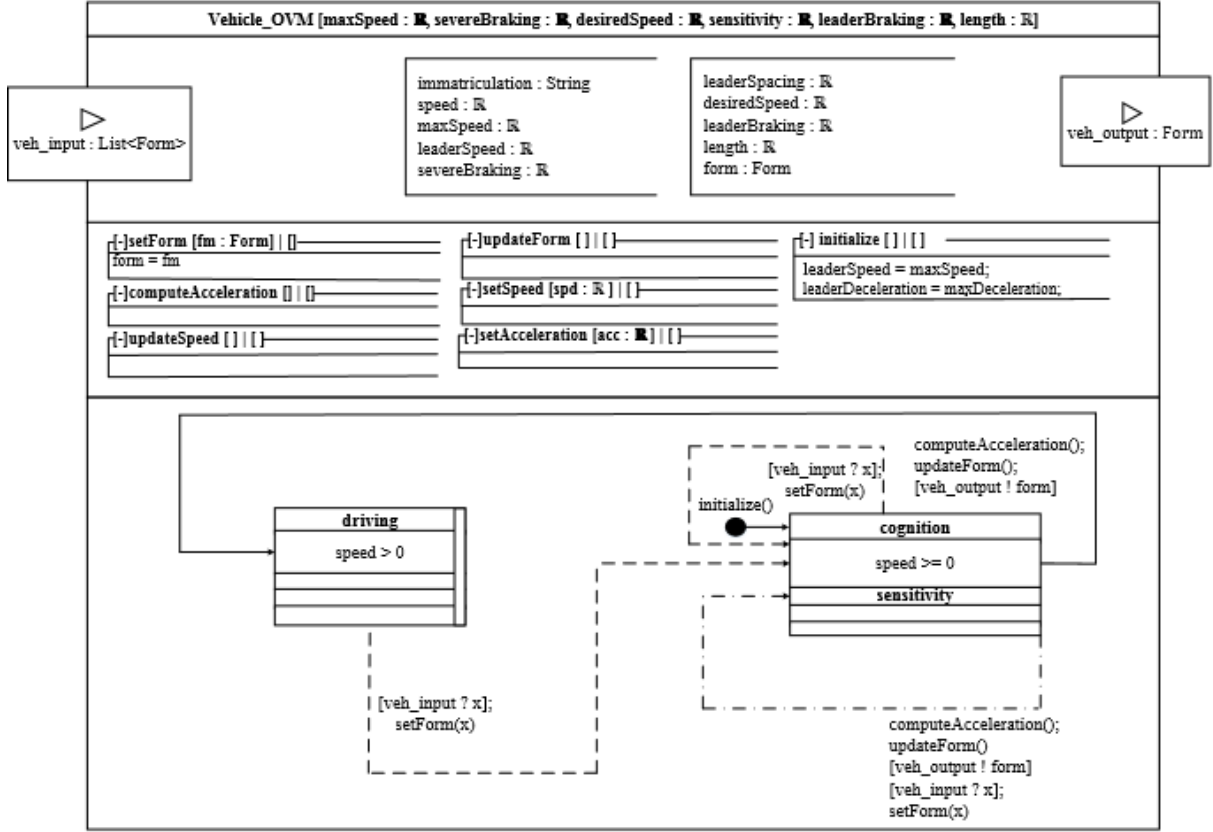 Vehicle_OVM [maxSpeed : ℝ, severeBraking : ℝ, desiredSpeed : ℝ, sensitivity : ℝ, leaderBraking : ℝ, length : ℝ]
veh_input : List<Form>
immatriculation : String
speed : ℝ
maxSpeed : ℝ
leaderSpeed : ℝ
severeBraking : ℝ
leaderSpacing : ℝ
desiredSpeed : ℝ
leaderBraking : ℝ
length : ℝ
form : Form
veh_output : Form
[-]setForm [fm : Form] | []
form = fm
[-]computeAcceleration [] | []
[-]updateSpeed [ ] | [ ]
[-]updateForm [ ] | [ ]
[-]setSpeed [spd : ℝ ] | [ ]
[-]setAcceleration [acc : ℝ] | [ ]
[-] initialize [ ] | [ ]
leaderSpeed = maxSpeed;
leaderDeceleration = maxDeceleration;
driving
speed > 0
[veh_input ? x];
setForm(x)
[veh_input ? x];
setForm(x)
initialize()
computeAcceleration();
updateForm();
[veh_output ! form]
cognition
speed >= 0
sensitivity
computeAcceleration();
updateForm()
[veh_output ! form]
[veh_input ? x];
setForm(x)